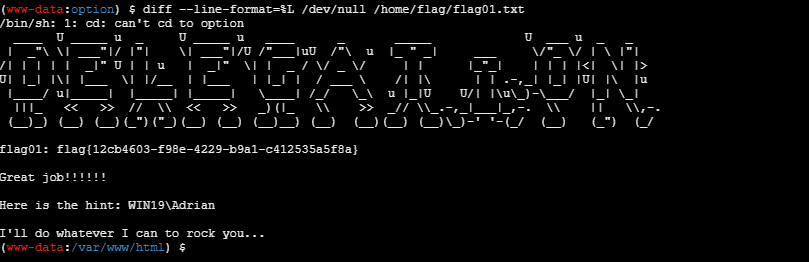 (www-data:option) $ diff --line-format=%L /dev/null /home/flag/flag01.txt
/bin/sh: 1: cd: can't cd to option
DELEGATION
flag01: flag{12cb4603-f98e-4229-b9a1-c412535a5f8a}
Great job!!!!!!
Here is the hint: WIN19\Adrian
I'll do whatever I can to rock you...
(www-data:/var/www/html) $